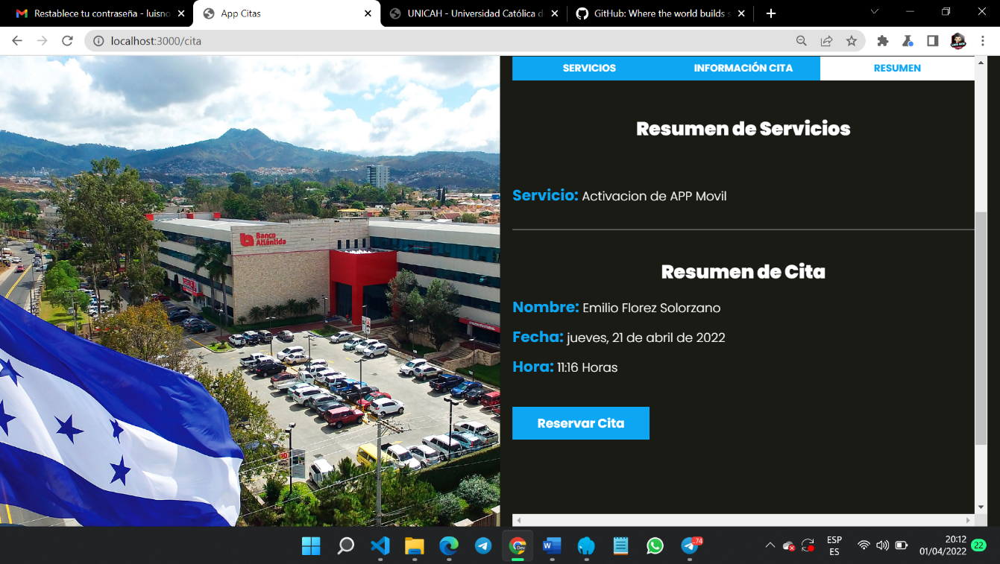 Restablece tu contraseña - luisno
App Citas
UNICAH - Universidad Católica d
GitHub: Where the world builds s
localhost:3000/cita
SERVICIOS
INFORMACIÓN CITA
RESUMEN
Resumen de Servicios
Servicio: Activacion de APP Movil
Banco
Atlántida
Resumen de Cita
Nombre: Emilio Florez Solorzano
Fecha: jueves, 21 de abril de 2022
Hora: 11:16 Horas
Reservar Cita
Dev
W
74
ESP
ES
20:12
01/04/2022
22